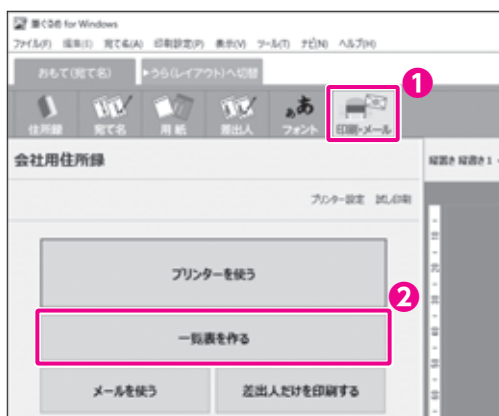 筆ぐるめ for Windows
ファイル(F) 編集(E) 宛て名(A) 印刷設定(P) 表示(V) ツール(T) ナビ(N) ヘルプ(H)
おもて(宛て名) ▶うら(レイアウト)へ切替
1
住所録 宛て名 用紙 差出人 フォント 印刷・メール
会社用住所録
縦書き 縦書き1
プリンター設定 試し印刷
プリンターを使う
2
一覧表を作る
メールを使う 差出人だけを印刷する